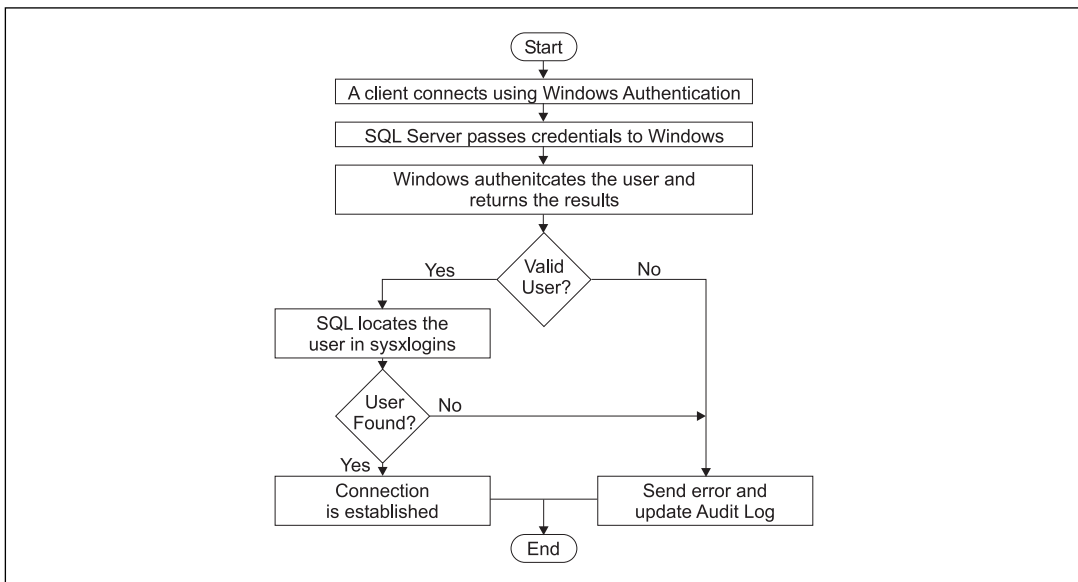 Start
A client connects using Windows Authentication
SQL Server passes credentials to Windows
Windows authenitcates the user and
returns the results
Valid
User?
Yes
No
SQL locates the
user in sysxlogins
User
Found?
No
Yes
Connection
is established
Send error and
update Audit Log
End